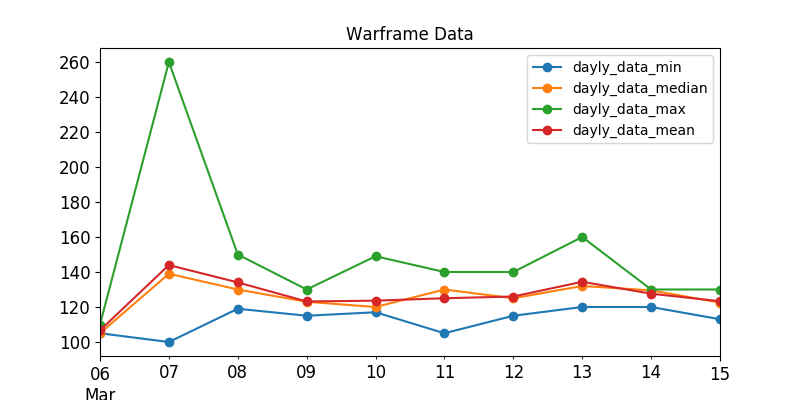 Warframe Data
dayly_data_min
dayly_data_median
dayly_data_max
dayly_data_mean
260
240
220
200
180
160
140
120
100
06 07 08 09 10 11 12 13 14 15
Mar